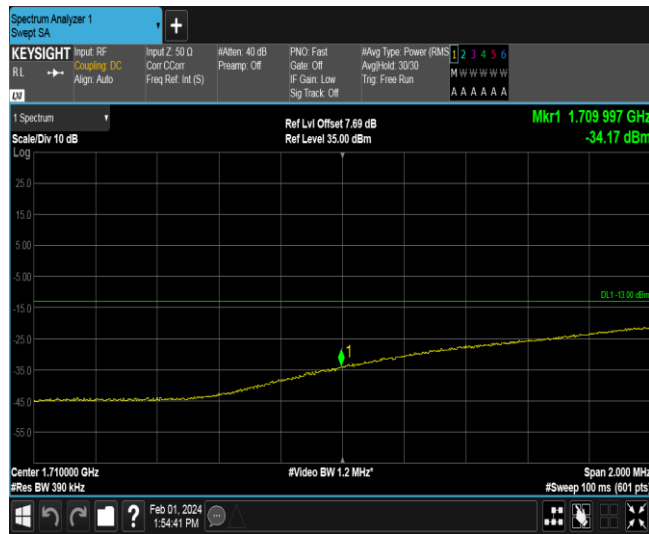 Spectrum Analyzer 1
Swept SA
+
KEYSIGHT
RL
LXI
Input: RF
Coupling: DC
Align: Auto
Input Z: 50 Ω
Corr CCorr
Freq Ref: Int (S)
#Atten: 40 dB
Preamp: Off
PNO: Fast
Gate: Off
IF Gain: Low
Sig Track: Off
#Avg Type: Power (RMS
Avg|Hold: 30/30
Trig: Free Run
1 2 3 4 5 6
M W W W W W
A A A A A A
1 Spectrum
Scale/Div 10 dB
Log
Ref Lvl Offset 7.69 dB
Ref Level 35.00 dBm
Mkr1 1.709 997 GHz
-34.17 dBm
25.0
15.0
5.00
-5.00
DL1 -13.00 dBm
-15.0
-25.0
1
-35.0
-45.0
-55.0
Center 1.710000 GHz
#Res BW 390 kHz
#Video BW 1.2 MHz*
Span 2.000 MHz
#Sweep 100 ms (601 pts
?
Feb 01, 2024
1:54:41 PM